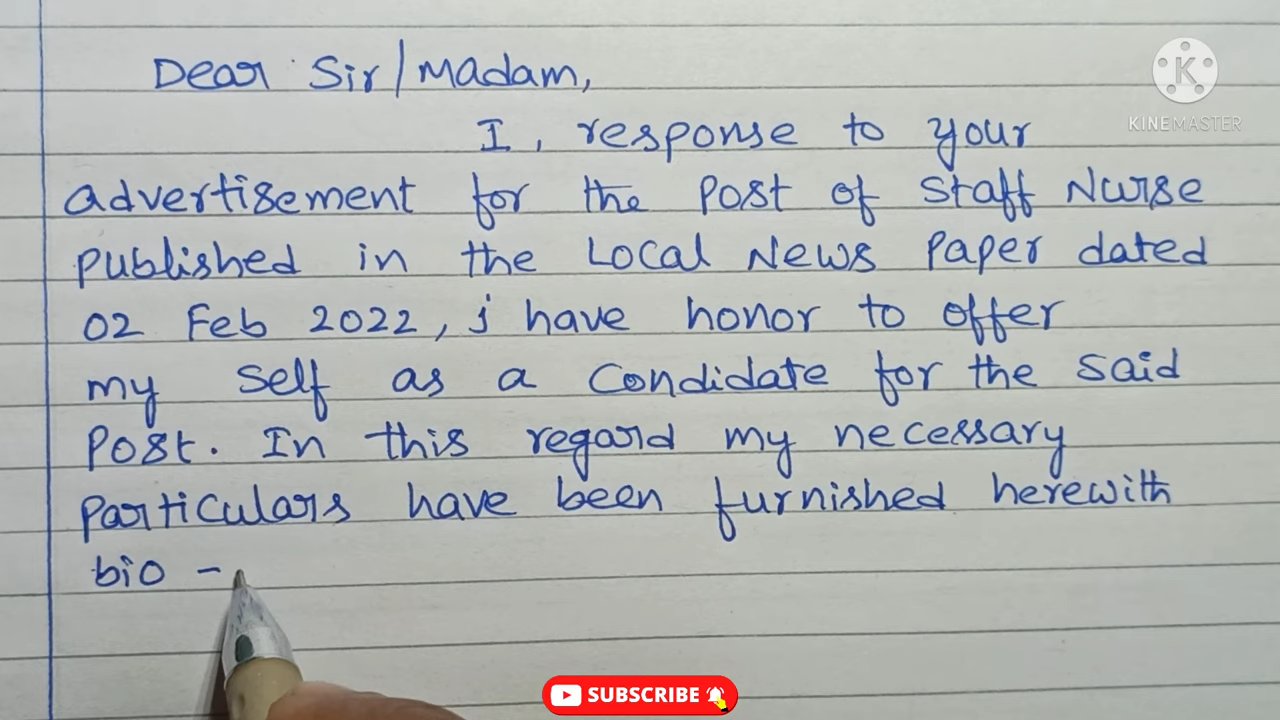 Dear Sir/Madam,
I, response to your
advertisement for the Post of Staff Nurse
published in the Local News Paper dated
02 Feb 2022, i have honor to offer
my self as a Condidate for the said
Post. In this regard my necessary
Particulars have been furnished herewith
bio -
KINEMASTER
SUBSCRIBE